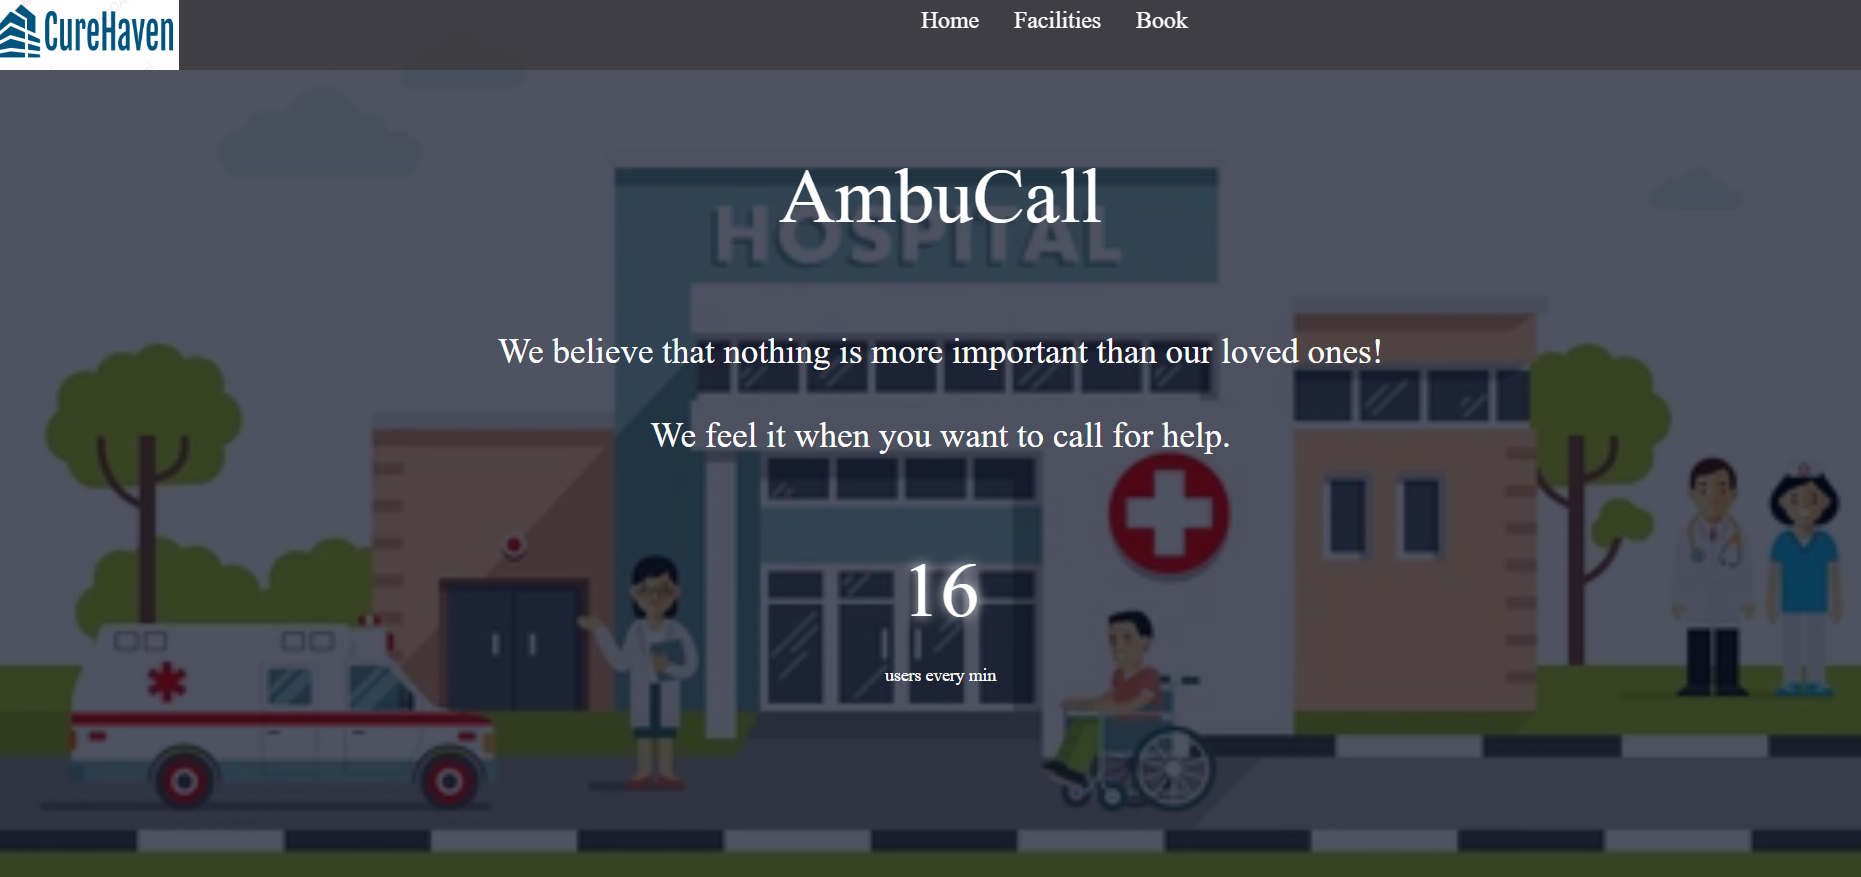 CureHaven
Home Facilities Book
AmbuCall
HOSPITAL
We believe that nothing is more important than our loved ones!
We feel it when you want to call for help.
16
users every min